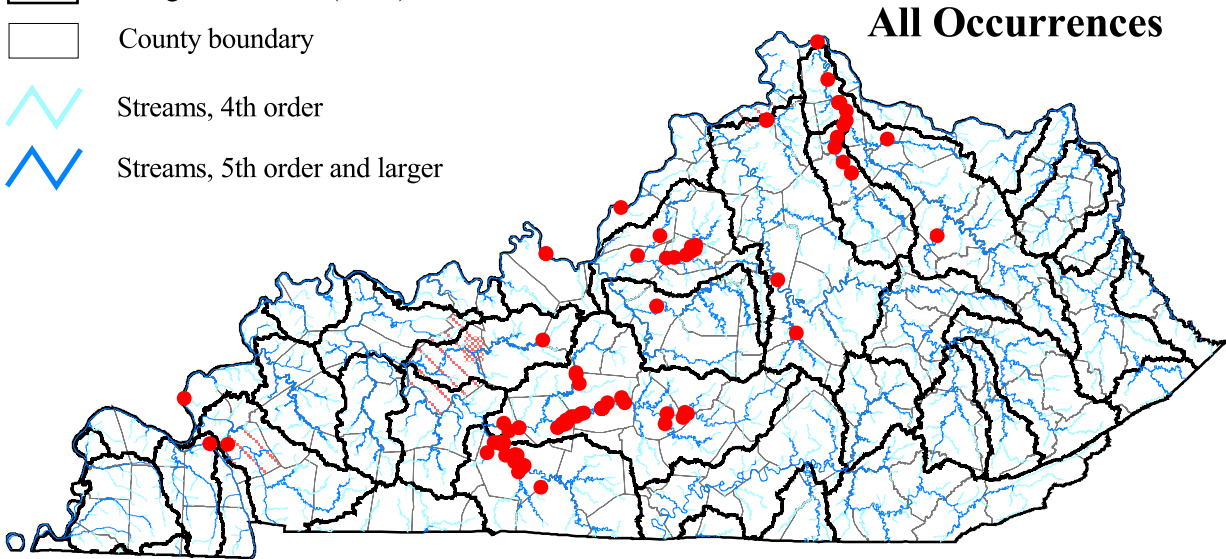 All Occurrences
County boundary
Streams, 4th order
Streams, 5th order and larger